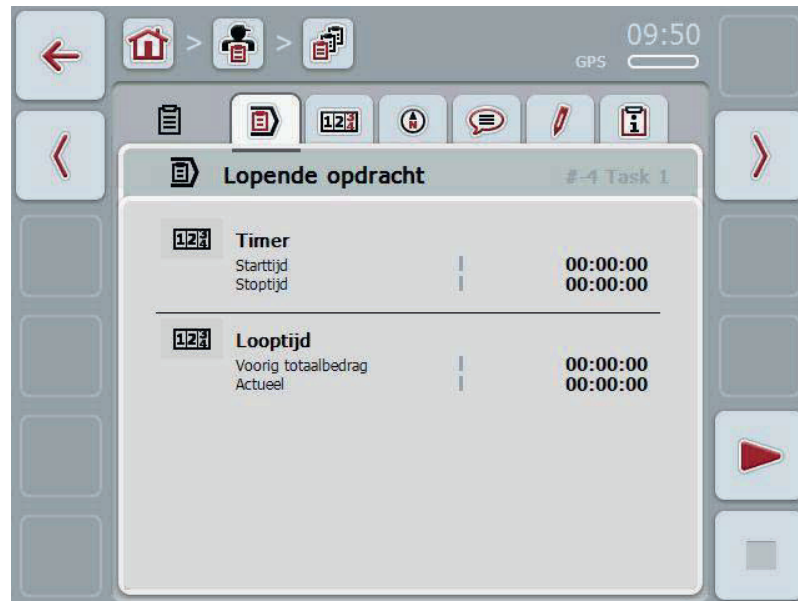 09:50
GPS
Lopende opdracht #-4 Task 1
Timer
Starttijd 00:00:00
Stoptijd 00:00:00
Looptijd
Voorig totaalbedrag 00:00:00
Actueel 00:00:00